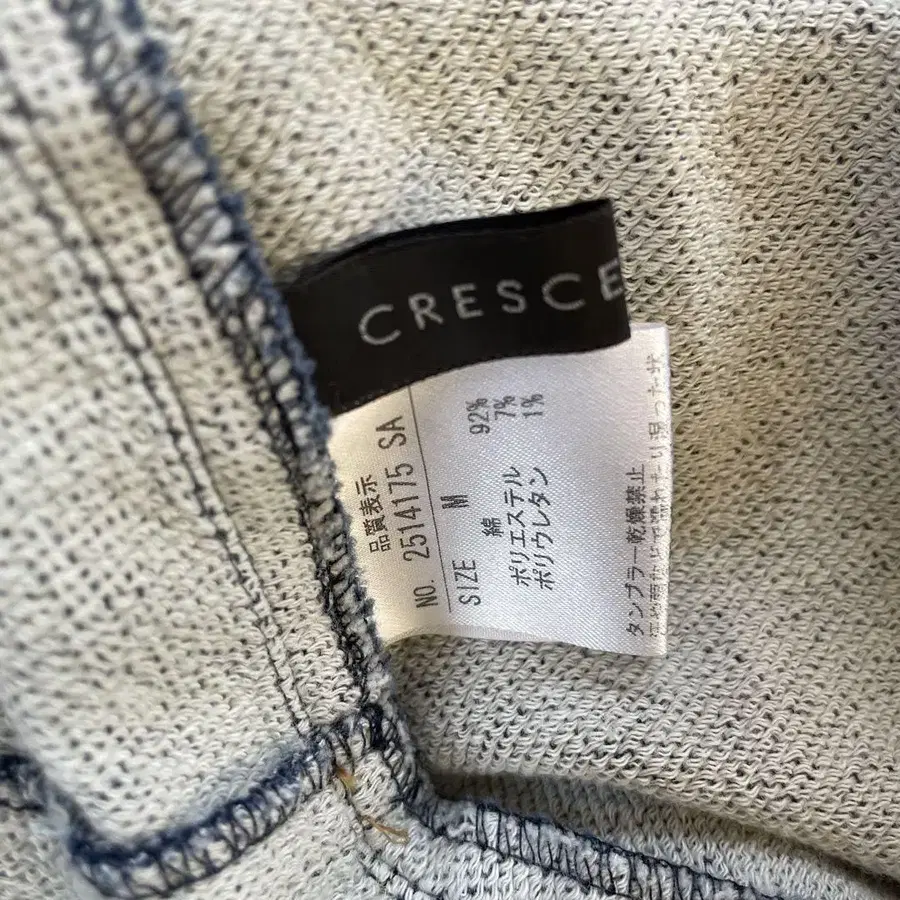 CRESCE
品質表示
NO. 2514175 SA
SIZE M
綿 92%
ポリエステル 7%
ポリウレタン 1%
タンブラー乾燥禁止